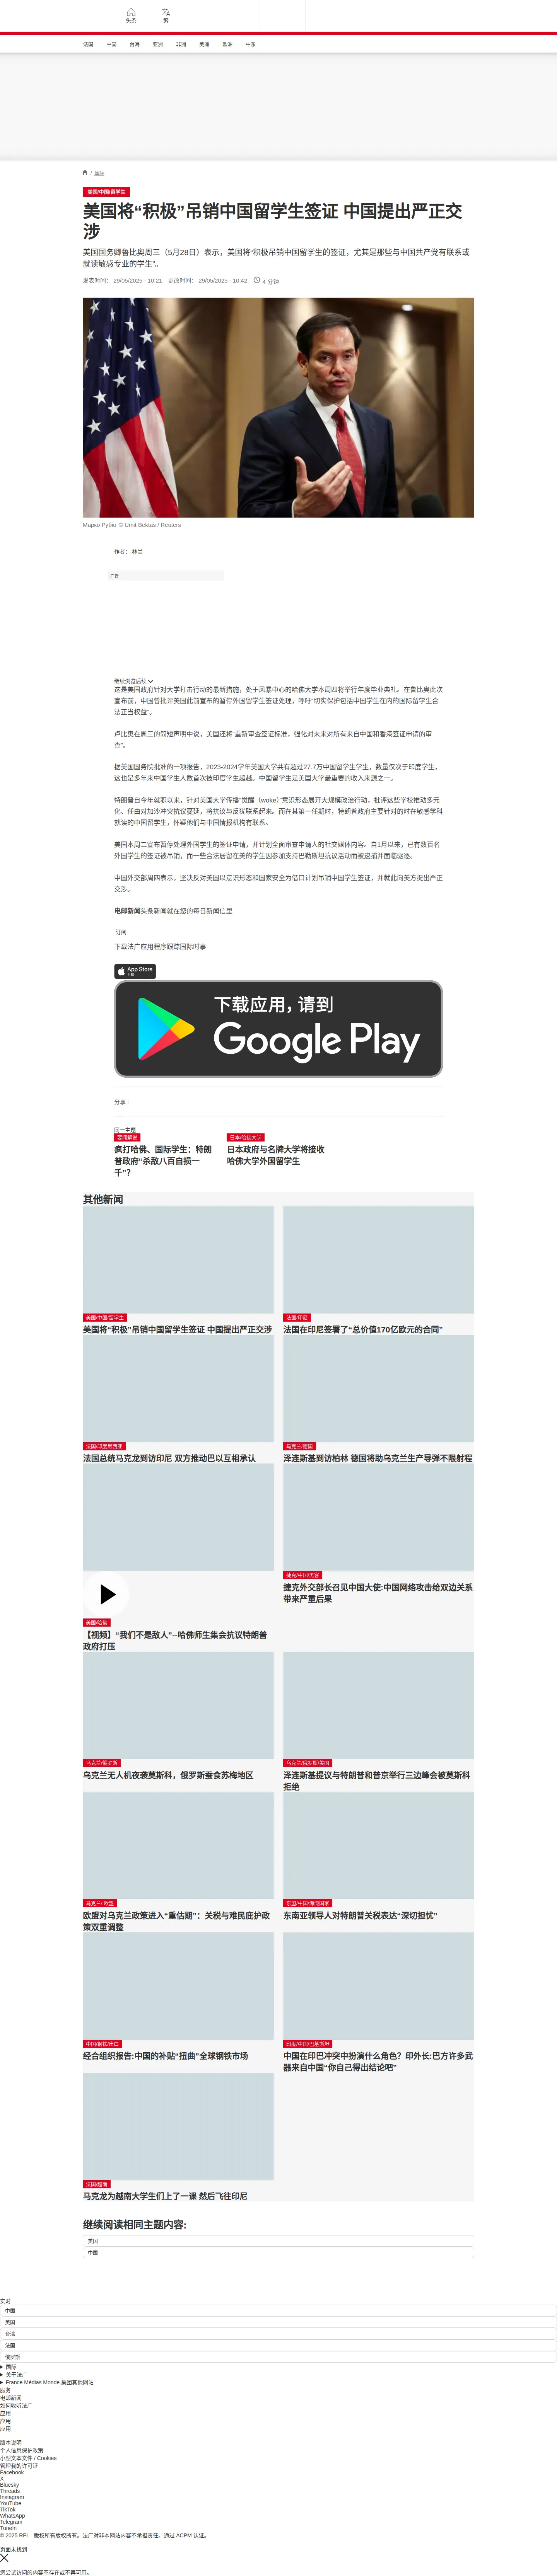 头条
繁
法国
中国
台海
亚洲
非洲
美洲
欧洲
中东
/ 国际
美国/中国/留学生
美国将“积极”吊销中国留学生签证 中国提出严正交
涉
美国国务卿鲁比奥周三（5月28日）表示，美国将“积极吊销中国留学生的签证，尤其是那些与中国共产党有联系或
就读敏感专业的学生”。
发表时间： 29/05/2025 - 10:21 更改时间： 29/05/2025 - 10:42 4 分钟
Марко Рубіо © Umit Bektas / Reuters
作者： 林兰
广告
继续浏览后续
这是美国政府针对大学打击行动的最新措施，处于风暴中心的哈佛大学本周四将举行年度毕业典礼。在鲁比奥此次
宣布前，中国曾批评美国此前宣布的暂停外国留学生签证处理，呼吁“切实保护包括中国学生在内的国际留学生合
法正当权益”。
卢比奥在周三的简短声明中说，美国还将“重新审查签证标准，强化对未来对所有来自中国和香港签证申请的审
查”。
据美国国务院批准的一项报告，2023-2024学年美国大学共有超过27.7万中国留学生学生，数量仅次于印度学生，
这也是多年来中国学生人数首次被印度学生超越。中国留学生是美国大学最重要的收入来源之一。
特朗普自今年就职以来，针对美国大学传播“觉醒（woke）”意识形态展开大规模政治行动，批评这些学校推动多元
化、任由对加沙冲突抗议蔓延，将抗议与反犹联系起来。而在其第一任期时，特朗普政府主要针对的时在敏感学科
就读的中国留学生，怀疑他们与中国情报机构有联系。
美国本周二宣布暂停处理外国学生的签证申请，并计划全面审查申请人的社交媒体内容。自1月以来，已有数百名
外国学生的签证被吊销，而一些合法居留在美的学生因参加支持巴勒斯坦抗议活动而被逮捕并面临驱逐。
中国外交部周四表示，坚决反对美国以意识形态和国家安全为借口计划吊销中国学生签证，并就此向美方提出严正
交涉。
电邮新闻头条新闻就在您的每日新闻信里
订阅
下载法广应用程序跟踪国际时事
App Store
下载
下载应用，请到
Google Play
分享 :
同一主题
要闻解说
疯打哈佛、国际学生：特朗
普政府“杀敌八百自损一
千”？
日本/哈佛大学
日本政府与名牌大学将接收
哈佛大学外国留学生
其他新闻
美国/中国/留学生
美国将“积极”吊销中国留学生签证 中国提出严正交涉
法国/印尼
法国在印尼签署了“总价值170亿欧元的合同”
法国/印度尼西亚
法国总统马克龙到访印尼 双方推动巴以互相承认
乌克兰/德国
泽连斯基到访柏林 德国将助乌克兰生产导弹不限射程
美国/哈佛
【视频】“我们不是敌人”--哈佛师生集会抗议特朗普
政府打压
捷克/中国/黑客
捷克外交部长召见中国大使:中国网络攻击给双边关系
带来严重后果
乌克兰/俄罗斯
乌克兰无人机夜袭莫斯科，俄罗斯蚕食苏梅地区
乌克兰/俄罗斯/美国
泽连斯基提议与特朗普和普京举行三边峰会被莫斯科
拒绝
乌克兰/ 欧盟
欧盟对乌克兰政策进入“重估期”：关税与难民庇护政
策双重调整
东盟/中国/海湾国家
东南亚领导人对特朗普关税表达“深切担忧”
中国/钢铁/出口
经合组织报告:中国的补贴“扭曲”全球钢铁市场
印度/中国/巴基斯坦
中国在印巴冲突中扮演什么角色？印外长:巴方许多武
器来自中国“你自己得出结论吧”
法国/越南
马克龙为越南大学生们上了一课 然后飞往印尼
继续阅读相同主题内容:
美国
中国
实时
中国
美国
台湾
法国
俄罗斯
国际
关于法广
France Médias Monde 集团其他网站
服务
电邮新闻
如何收听法广
应用
应用
应用
版本说明
个人信息保护政策
小型文本文件 / Cookies
管理我的许可证
Facebook
X
Bluesky
Threads
Instagram
YouTube
TikTok
WhatsApp
Telegram
TuneIn
© 2025 RFI – 版权所有版权所有。法广对非本网站内容不承担责任。通过 ACPM 认证。
页面未找到
您尝试访问的内容不存在或不再可用。